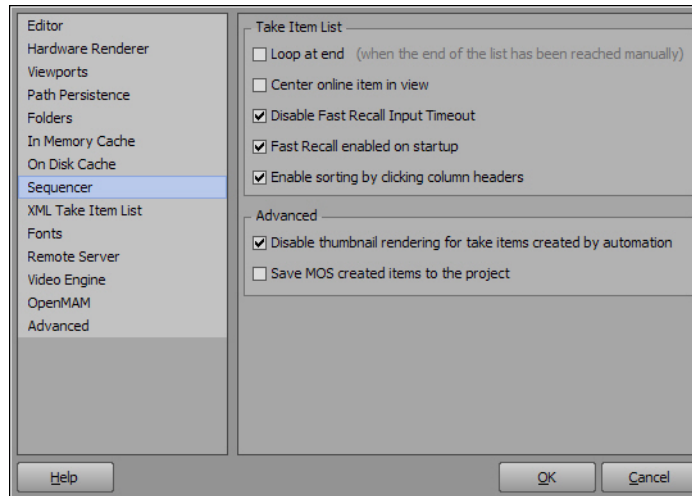 Editor
Hardware Renderer
Viewports
Path Persistence
Folders
In Memory Cache
On Disk Cache
Sequencer
XML Take Item List
Fonts
Remote Server
Video Engine
OpenMAM
Advanced
Take Item List
Loop at end (when the end of the list has been reached manually)
Center online item in view
Disable Fast Recall Input Timeout
Fast Recall enabled on startup
Enable sorting by clicking column headers
Advanced
Disable thumbnail rendering for take items created by automation
Save MOS created items to the project
Help
OK
Cancel